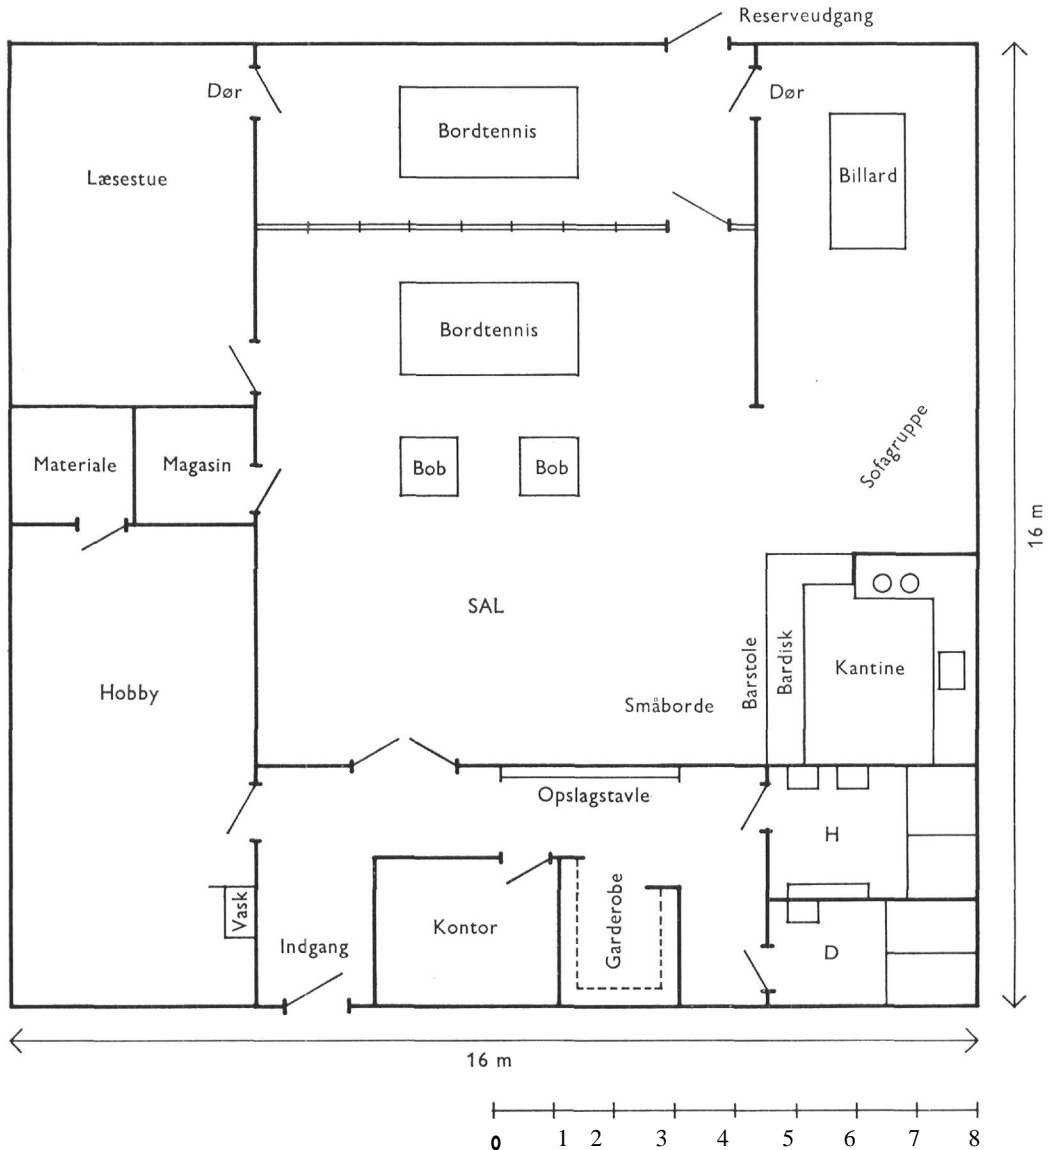 Reserveudgang
Dør
Dør
Bordtennis
Læsestue
Billard
Bordtennis
Sofagruppe
Materiale
Magasin
Bob
Bob
16 m
SAL
Hobby
Småborde
Barstole
Bardisk
Kantine
Opslagstavle
H
Vask
Indgang
Kontor
Garderobe
D
16 m
0 1 2 3 4 5 6 7 8